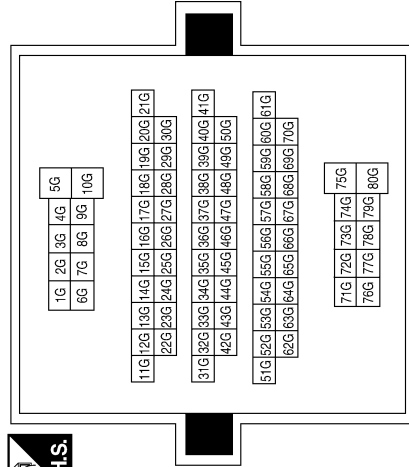 1G 2G 3G 4G 5G
6G 7G 8G 9G 10G
11G 12G 13G 14G 15G 16G 17G 18G 19G 20G 21G
22G 23G 24G 25G 26G 27G 28G 29G 30G
31G 32G 33G 34G 35G 36G 37G 38G 39G 40G 41G
42G 43G 44G 45G 46G 47G 48G 49G 50G
51G 52G 53G 54G 55G 56G 57G 58G 59G 60G 61G
62G 63G 64G 65G 66G 67G 68G 69G 70G
71G 72G 73G 74G 75G
76G 77G 78G 79G 80G
H.S.